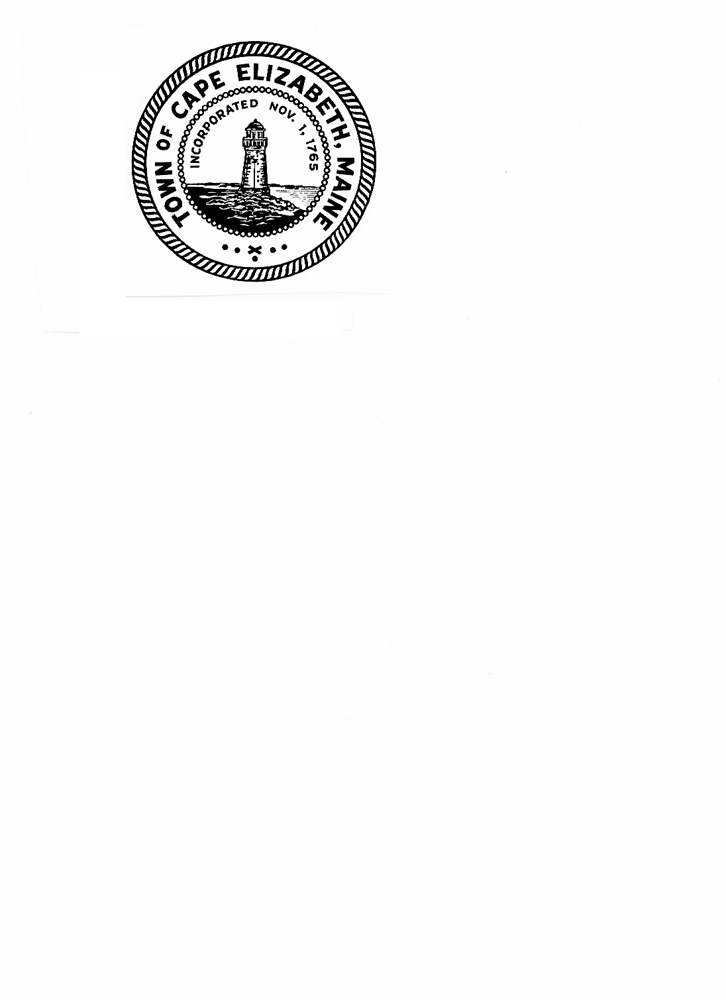 TOWN OF CAPE ELIZABETH, MAINE
INCORPORATED NOV. 1, 1765